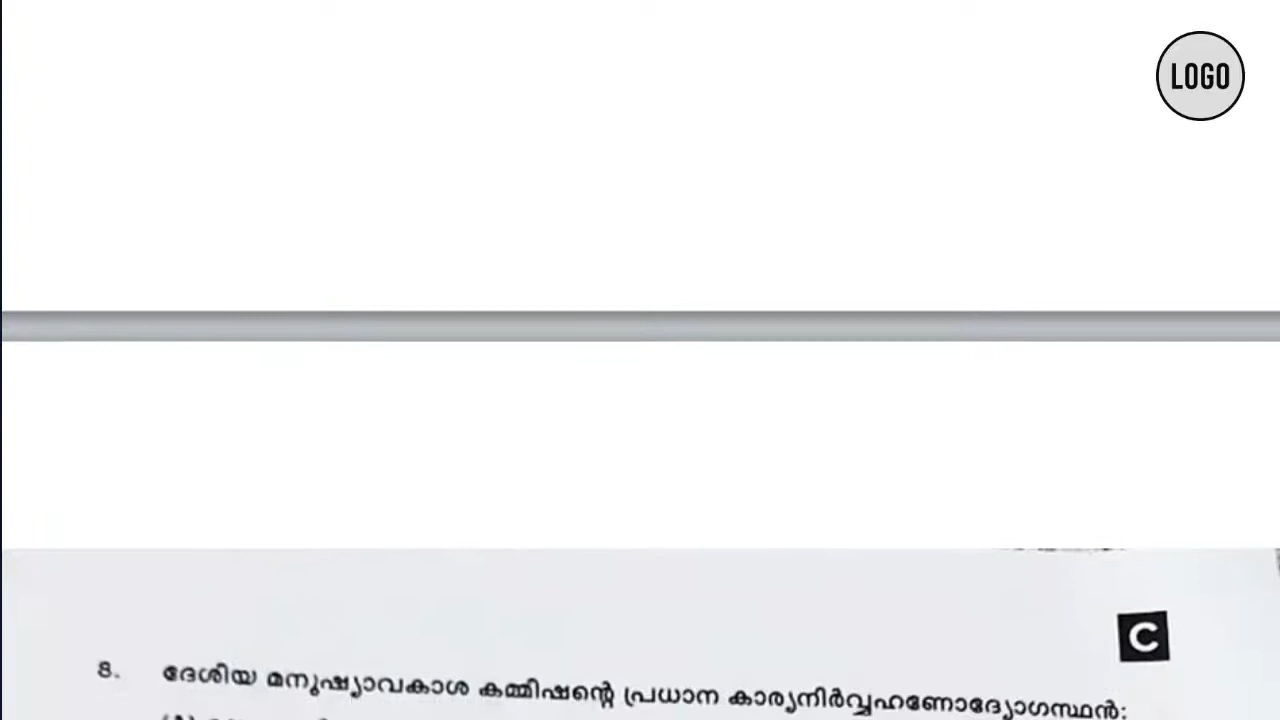 LOGO
C
8. ദേശിയ മനുഷ്യാവകാശ കമ്മിഷന്റെ പ്രധാന കാര്യനിർവ്വഹണോദ്യോഗസ്ഥൻ: